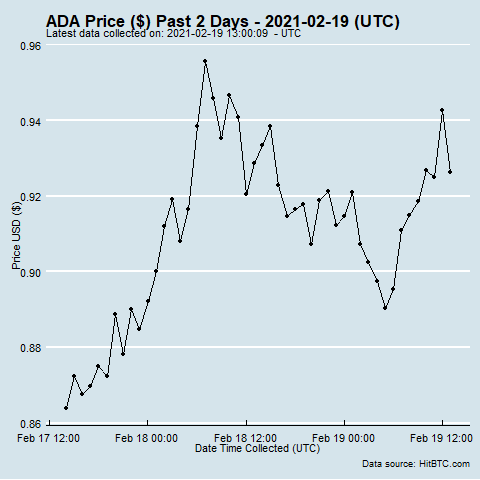 ADA Price ($) Past 2 Days - 2021-02-19 (UTC)
Latest data collected on: 2021-02-19 13:00:09  - UTC
0.96
0.94
0.92
0.90
0.88
0.86
Price USD ($)
Feb 17 12:00
Feb 18 00:00
Feb 18 12:00
Feb 19 00:00
Feb 19 12:00
Date Time Collected (UTC)
Data source: HitBTC.com